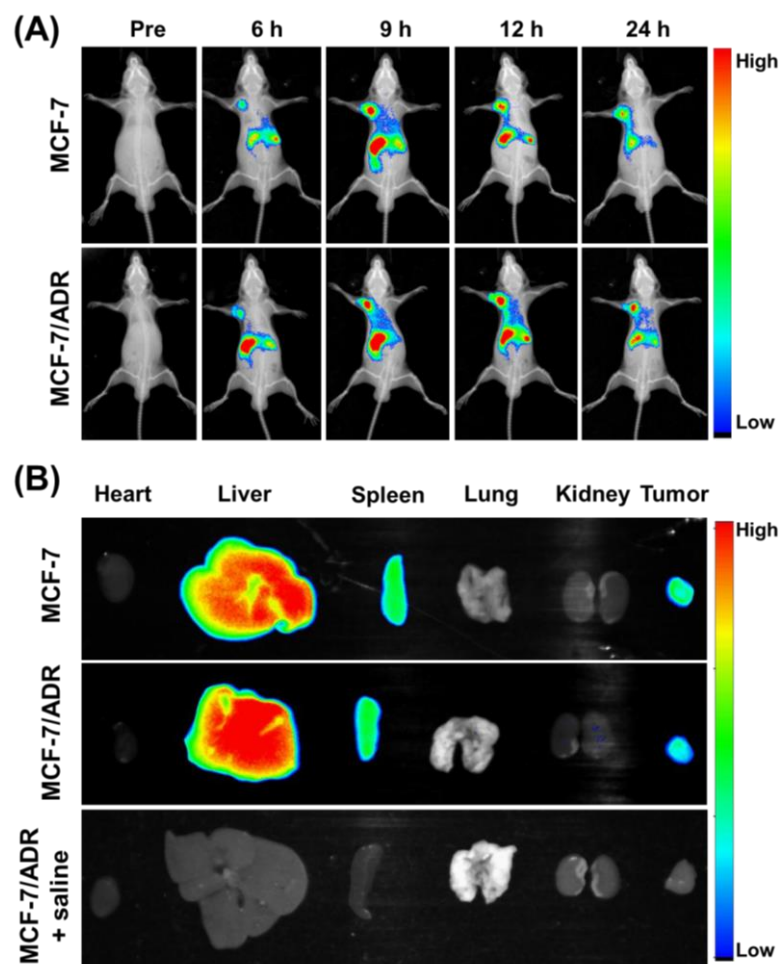 (A)
Pre 6 h 9 h 12 h 24 h
MCF-7
MCF-7/ADR
High
Low
(B)
Heart Liver Spleen Lung Kidney Tumor
MCF-7
MCF-7/ADR
MCF-7/ADR
+ saline
High
Low